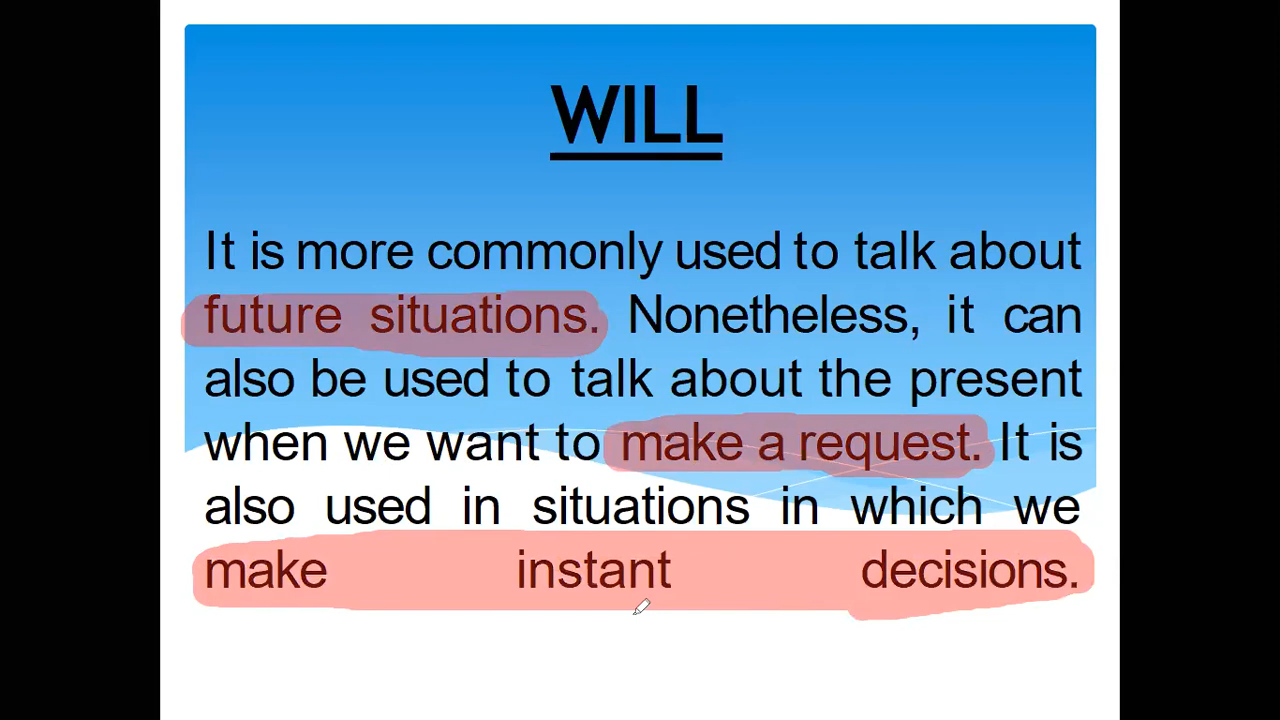 WILL
It is more commonly used to talk about
future situations. Nonetheless, it can
also be used to talk about the present
when we want to make a request. It is
also used in situations in which we
make instant decisions.